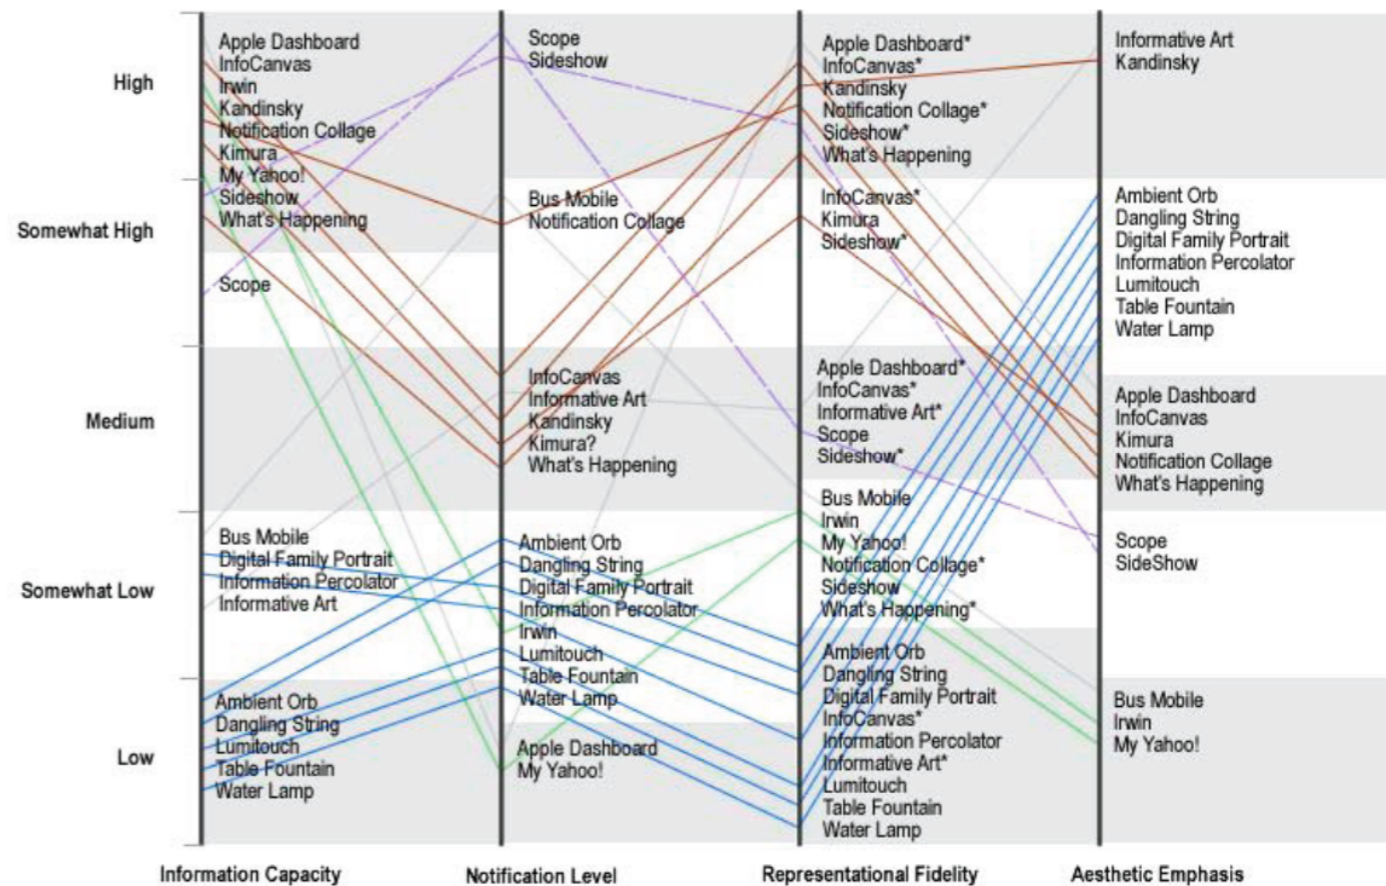 High
Somewhat High
Medium
Somewhat Low
Low
Apple Dashboard
InfoCanvas
Irwin
Kandinsky
Notification Collage
Kimura
My Yahoo!
Sideshow
What's Happening
Scope
Bus Mobile
Digital Family Portrait
Information Percolator
Informative Art
Ambient Orb
Dangling String
Lumitouch
Table Fountain
Water Lamp
Information Capacity
Scope
Sideshow
Bus Mobile
Notification Collage
InfoCanvas
Informative Art
Kandinsky
Kimura?
What's Happening
Ambient Orb
Dangling String
Digital Family Portrait
Information Percolator
Irwin
Lumitouch
Table Fountain
Water Lamp
Apple Dashboard
My Yahoo!
Notification Level
Apple Dashboard*
InfoCanvas*
Kandinsky
Notification Collage*
Sideshow*
What's Happening
InfoCanvas*
Kimura
Sideshow*
Apple Dashboard*
InfoCanvas*
Informative Art*
Scope
Sideshow*
Bus Mobile
Irwin
My Yahoo!
Notification Collage*
Sideshow
What's Happening*
Ambient Orb
Dangling String
Digital Family Portrait
InfoCanvas*
Information Percolator
Informative Art*
Lumitouch
Table Fountain
Water Lamp
Representational Fidelity
Informative Art
Kandinsky
Ambient Orb
Dangling String
Digital Family Portrait
Information Percolator
Lumitouch
Table Fountain
Water Lamp
Apple Dashboard
InfoCanvas
Kimura
Notification Collage
What's Happening
Scope
SideShow
Bus Mobile
Irwin
My Yahoo!
Aesthetic Emphasis